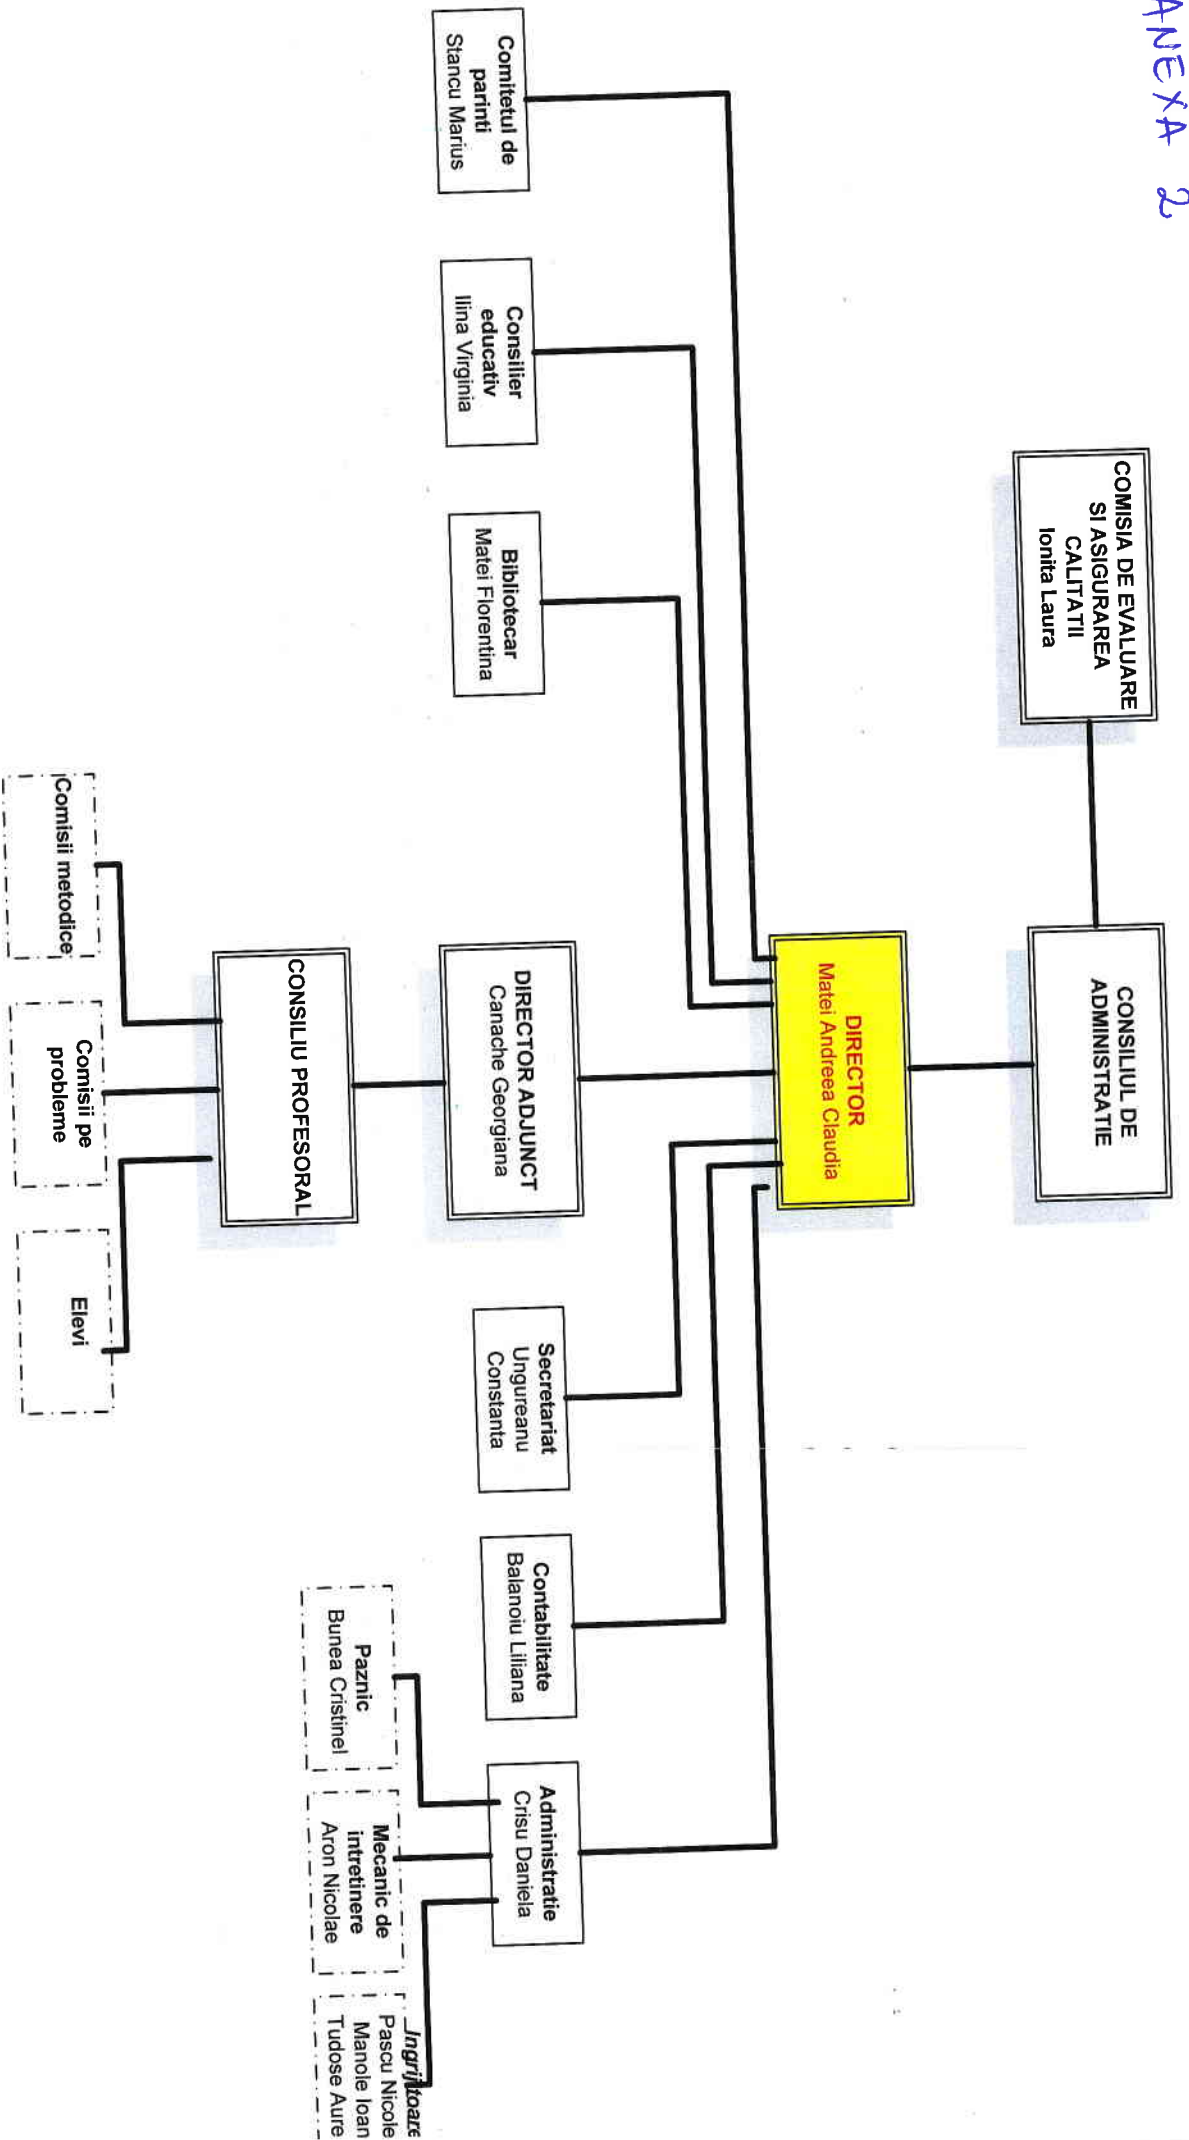 ANEXA 2
COMISIA DE EVALUARE
SI ASIGURAREA
CALITATII
Ionita Laura
CONSILIUL DE
ADMINISTRATIE
DIRECTOR
Matei Andreea Claudia
Comitetul de
parinti
Stancu Marius
Consilier
educativ
Ilina Virginia
Bibliotecar
Matei Florentina
DIRECTOR ADJUNCT
Canache Georgiana
Secretariat
Ungureanu
Constanta
Contabilitate
Balanoiu Liliana
Administratie
Crisu Daniela
CONSILIU PROFESORAL
Paznic
Bunea Cristinel
Mecanic de
intretinere
Aron Nicolae
Ingrijitoare
Pascu Nicole
Manole Ioan
Tudose Aure
Comisii metodice
Comisii pe
probleme
Elevi